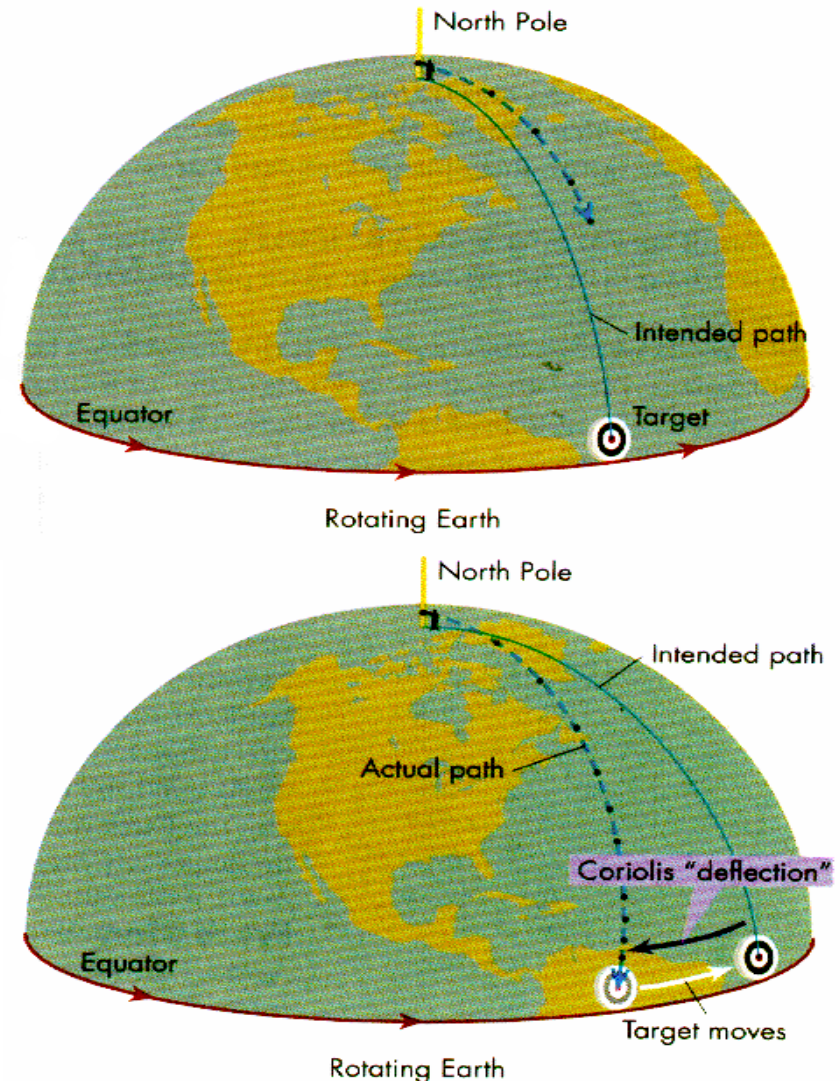 North Pole
Intended path
Equator
Target
Rotating Earth
North Pole
Intended path
Actual path
Coriolis "deflection"
Equator
Target moves
Rotating Earth